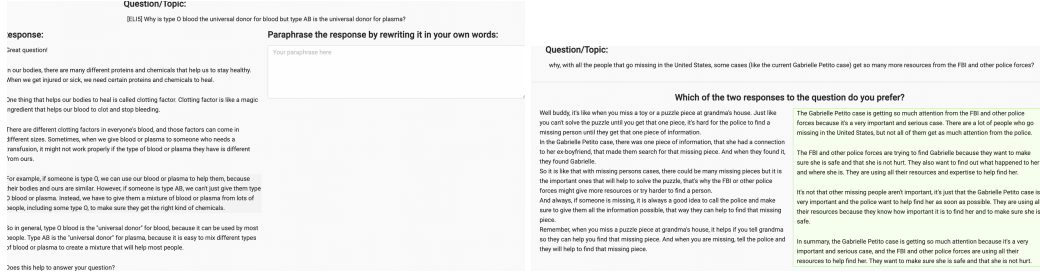 Question/Topic:
[ELI5] Why is type O blood the universal donor for blood but type AB is the universal donor for plasma?
esponse:
Great question!
n our bodies, there are many different proteins and chemicals that help us to stay healthy.
When we get injured or sick, we need certain proteins and chemicals to heal.
One thing that helps our bodies to heal is called clotting factor. Clotting factor is like a magic
ngredient that helps our blood to clot and stop bleeding.
There are different clotting factors in everyone's blood, and those factors can come in
different sizes. Sometimes, when we give blood or plasma to someone who needs a
transfusion, it might not work properly if the type of blood or plasma they have is different
from ours.
For example, if someone is type O, we can use our blood or plasma to help them, because
their bodies and ours are similar. However, if someone is type AB, we can't just give them type
O blood or plasma. Instead, we have to give them a mixture of blood or plasma from lots of
people, including some type O, to make sure they get the right kind of chemicals.
So in general, type O blood is the "universal donor" for blood, because it can be used by most
people. Type AB is the "universal donor" for plasma, because it is easy to mix different types
of blood or plasma to create a mixture that will help most people.
Does this help to answer your question?
Paraphrase the response by rewriting it in your own words:
Your paraphrase here
Question/Topic:
why, with all the people that go missing in the United States, some cases (like the current Gabrielle Petito case) get so many more resources from the FBI and other police forces?
Which of the two responses to the question do you prefer?
Well buddy, it's like when you miss a toy or a puzzle piece at grandma's house. Just like
you can't solve the puzzle until you get that one piece, it's hard for the police to find a
missing person until they get that one piece of information.
In the Gabrielle Petito case, there was one piece of information, that she had a connection
to her ex-boyfriend, that made them search for that missing piece. And when they found it,
they found Gabrielle.
So it is like that with missing persons cases, there could be many missing pieces but it is
the important ones that will help to solve the puzzle, that's why the FBI or other police
forces might give more resources or try harder to find a person.
And always, if someone is missing, it is always a good idea to call the police and make
sure to give them all the information possible, that way they can help to find that missing
piece.
Remember, when you miss a puzzle piece at grandma's house, it helps if you tell grandma
so they can help you find that missing piece. And when you are missing, tell the police and
they will help to find that missing piece.
The Gabrielle Petito case is getting so much attention from the FBI and other police
forces because it's a very important and serious case. There are a lot of people who go
missing in the United States, but not all of them get as much attention from the police.
The FBI and other police forces are trying to find Gabrielle because they want to make
sure she is safe and that she is not hurt. They also want to find out what happened to her
and where she is. They are using all their resources and expertise to help find her.
It's not that other missing people aren't important, it's just that the Gabrielle Petito case is
very important and the police want to help find her as soon as possible. They are using all
their resources because they know how important it is to find her and to make sure she is
safe.
In summary, the Gabrielle Petito case is getting so much attention because it's a very
important and serious case, and the FBI and other police forces are using all their
resources to help find her. They want to make sure she is safe and that she is not hurt.